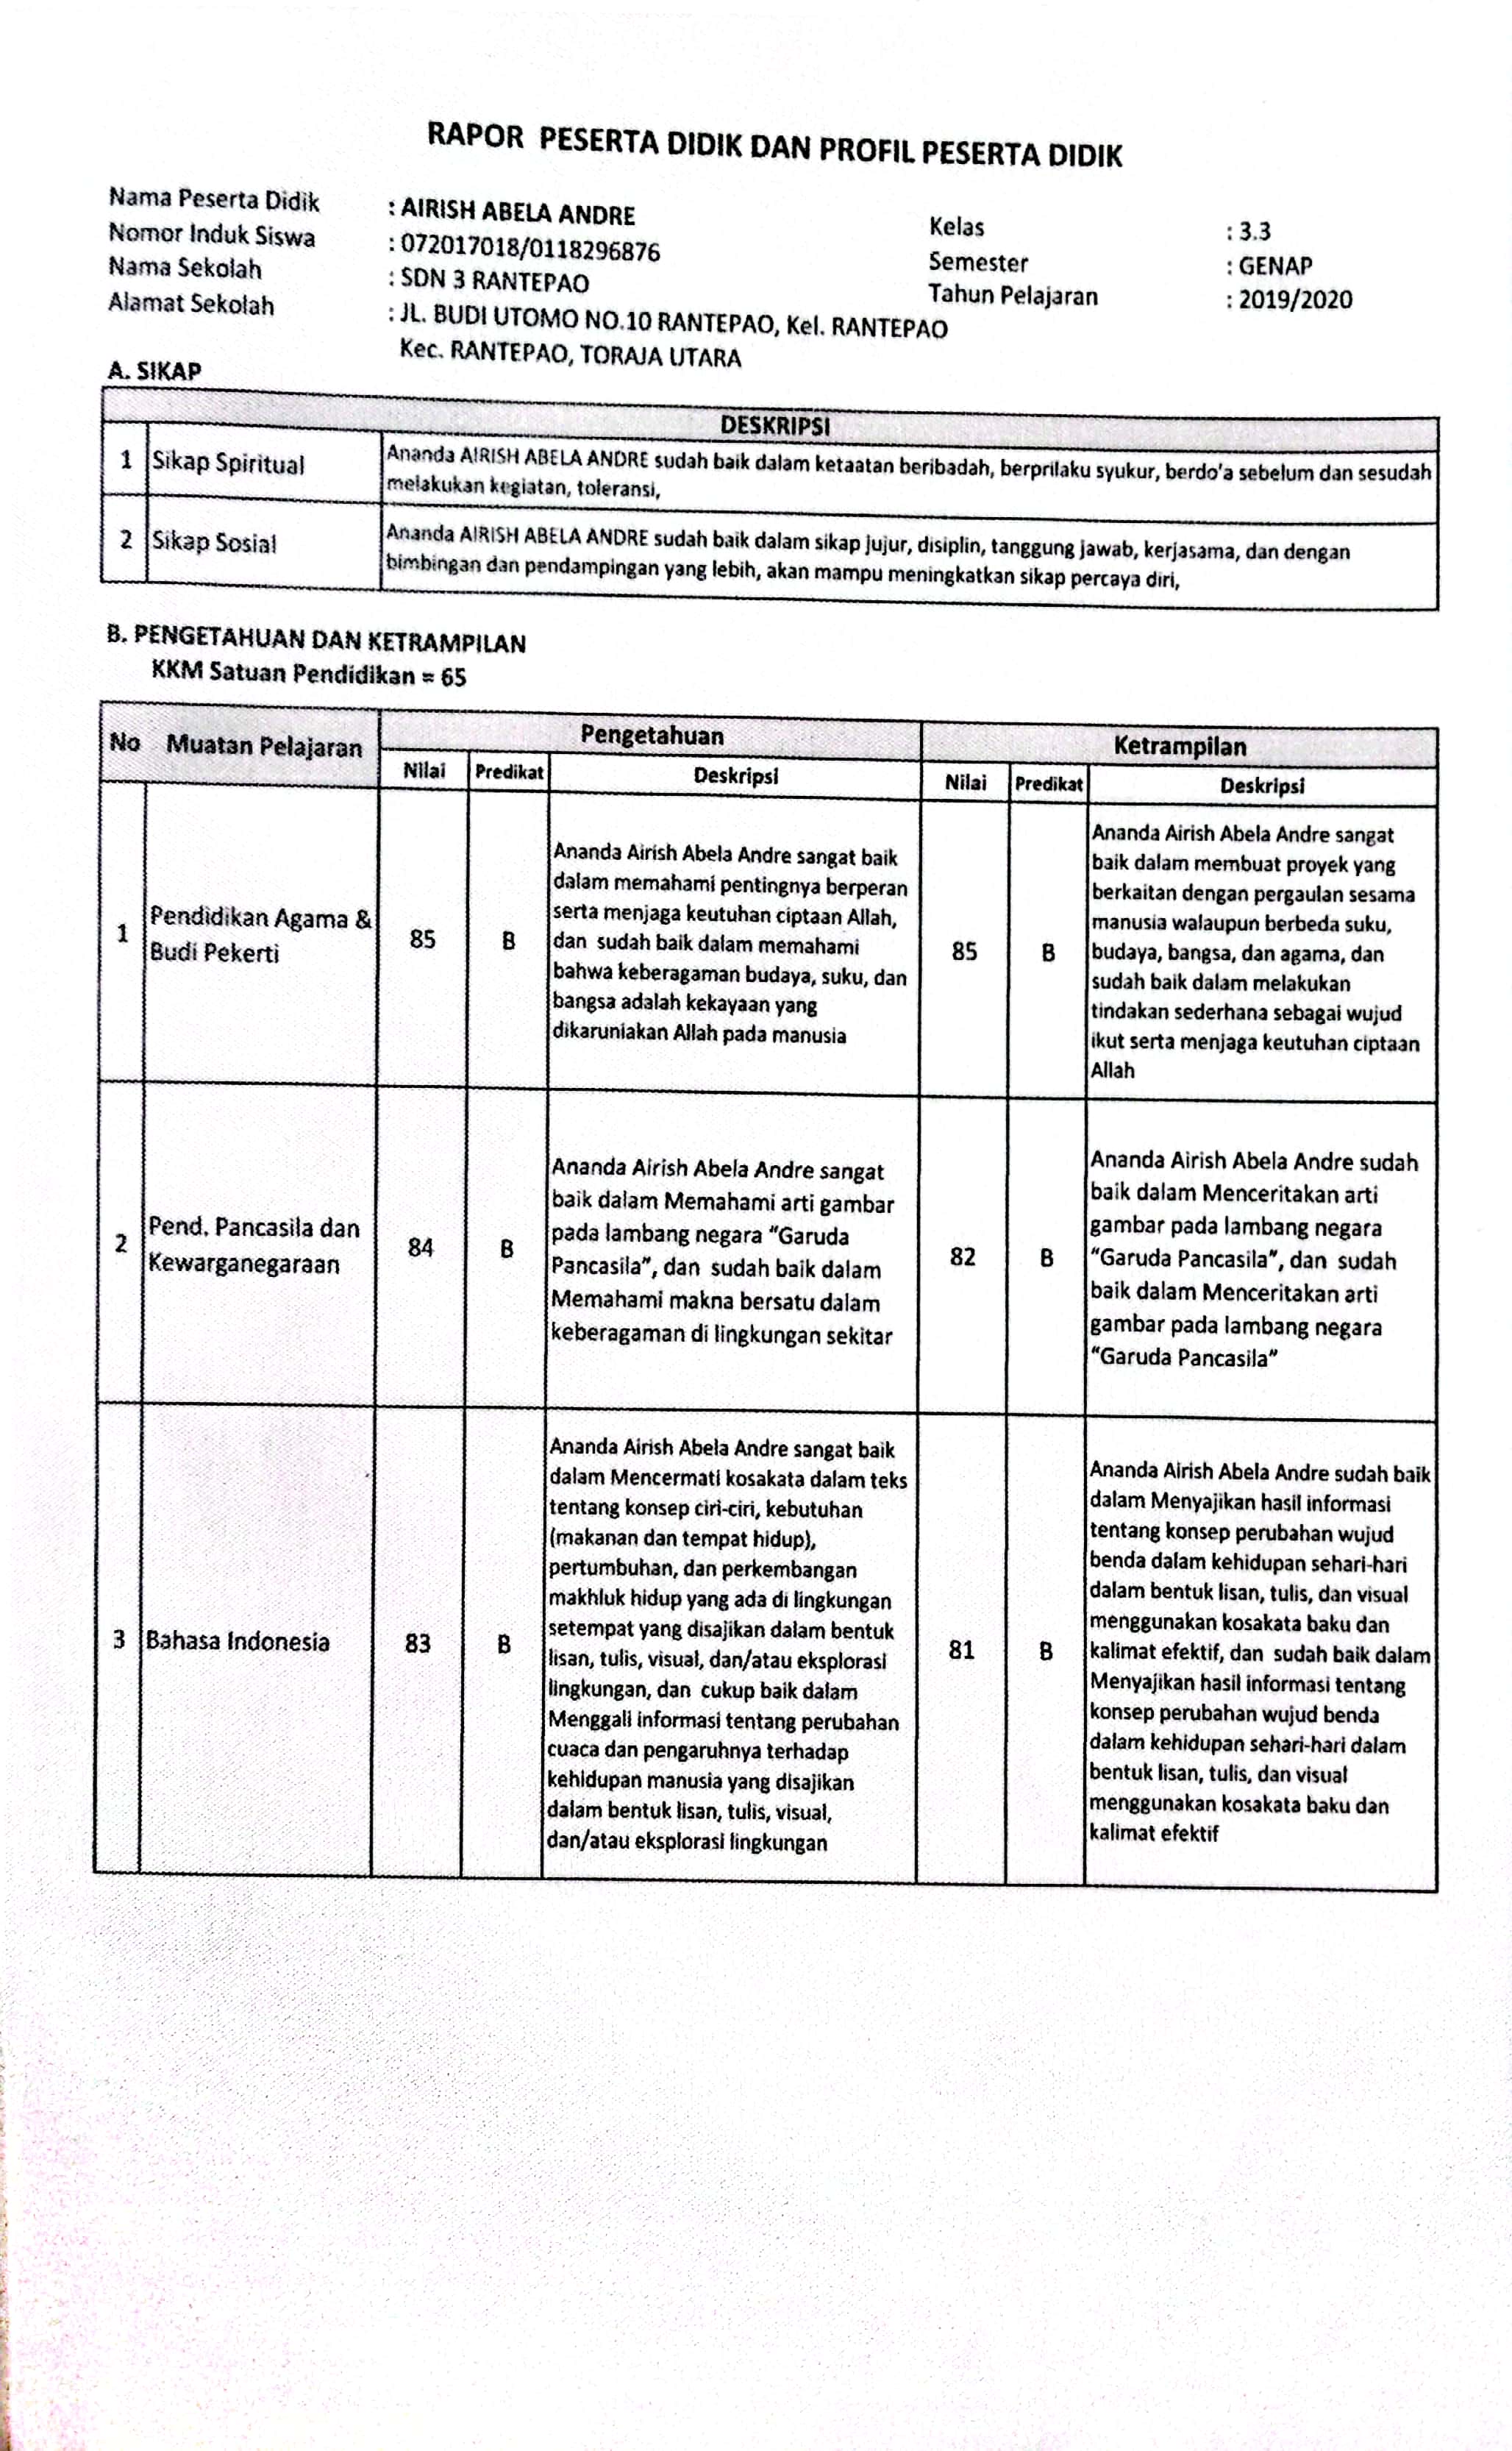 RAPOR PESERTA DIDIK DAN PROFIL PESERTA DIDIK
Nama Peserta Didik : AIRISH ABELA ANDRE
Nomor Induk Siswa : 072017018/0118296876
Nama Sekolah : SDN 3 RANTEPAO
Alamat Sekolah : JL. BUDI UTOMO NO.10 RANTEPAO, Kel. RANTEPAO
Kec. RANTEPAO, TORAJA UTARA
Kelas : 3.3
Semester : GENAP
Tahun Pelajaran : 2019/2020
A. SIKAP
DESKRIPSI
1 Sikap Spiritual
Ananda AIRISH ABELA ANDRE sudah baik dalam ketaatan beribadah, berprilaku syukur, berdo'a sebelum dan sesudah
melakukan kegiatan, toleransi,
2 Sikap Sosial
Ananda AIRISH ABELA ANDRE sudah baik dalam sikap jujur, disiplin, tanggung jawab, kerjasama, dan dengan
bimbingan dan pendampingan yang lebih, akan mampu meningkatkan sikap percaya diri,
B. PENGETAHUAN DAN KETRAMPILAN
KKM Satuan Pendidikan = 65
No Muatan Pelajaran Pengetahuan Ketrampilan
Nilai Predikat Deskripsi Nilai Predikat Deskripsi
1
Pendidikan Agama &
Budi Pekerti
85
B
Ananda Airish Abela Andre sangat baik
dalam memahami pentingnya berperan
serta menjaga keutuhan ciptaan Allah,
dan sudah baik dalam memahami
bahwa keberagaman budaya, suku, dan
bangsa adalah kekayaan yang
dikaruniakan Allah pada manusia
85
B
Ananda Airish Abela Andre sangat
baik dalam membuat proyek yang
berkaitan dengan pergaulan sesama
manusia walaupun berbeda suku,
budaya, bangsa, dan agama, dan
sudah baik dalam melakukan
tindakan sederhana sebagai wujud
ikut serta menjaga keutuhan ciptaan
Allah
2
Pend. Pancasila dan
Kewarganegaraan
84
B
Ananda Airish Abela Andre sangat
baik dalam Memahami arti gambar
pada lambang negara "Garuda
Pancasila", dan sudah baik dalam
Memahami makna bersatu dalam
keberagaman di lingkungan sekitar
82
B
Ananda Airish Abela Andre sudah
baik dalam Menceritakan arti
gambar pada lambang negara
"Garuda Pancasila", dan sudah
baik dalam Menceritakan arti
gambar pada lambang negara
"Garuda Pancasila"
3
Bahasa Indonesia
83
B
Ananda Airish Abela Andre sangat baik
dalam Mencermati kosakata dalam teks
tentang konsep ciri-ciri, kebutuhan
(makanan dan tempat hidup),
pertumbuhan, dan perkembangan
makhluk hidup yang ada di lingkungan
setempat yang disajikan dalam bentuk
lisan, tulis, visual, dan/atau eksplorasi
lingkungan, dan cukup baik dalam
Menggali informasi tentang perubahan
cuaca dan pengaruhnya terhadap
kehidupan manusia yang disajikan
dalam bentuk lisan, tulis, visual,
dan/atau eksplorasi lingkungan
81
B
Ananda Airish Abela Andre sudah baik
dalam Menyajikan hasil informasi
tentang konsep perubahan wujud
benda dalam kehidupan sehari-hari
dalam bentuk lisan, tulis, dan visual
menggunakan kosakata baku dan
kalimat efektif, dan sudah baik dalam
Menyajikan hasil informasi tentang
konsep perubahan wujud benda
dalam kehidupan sehari-hari dalam
bentuk lisan, tulis, dan visual
menggunakan kosakata baku dan
kalimat efektif